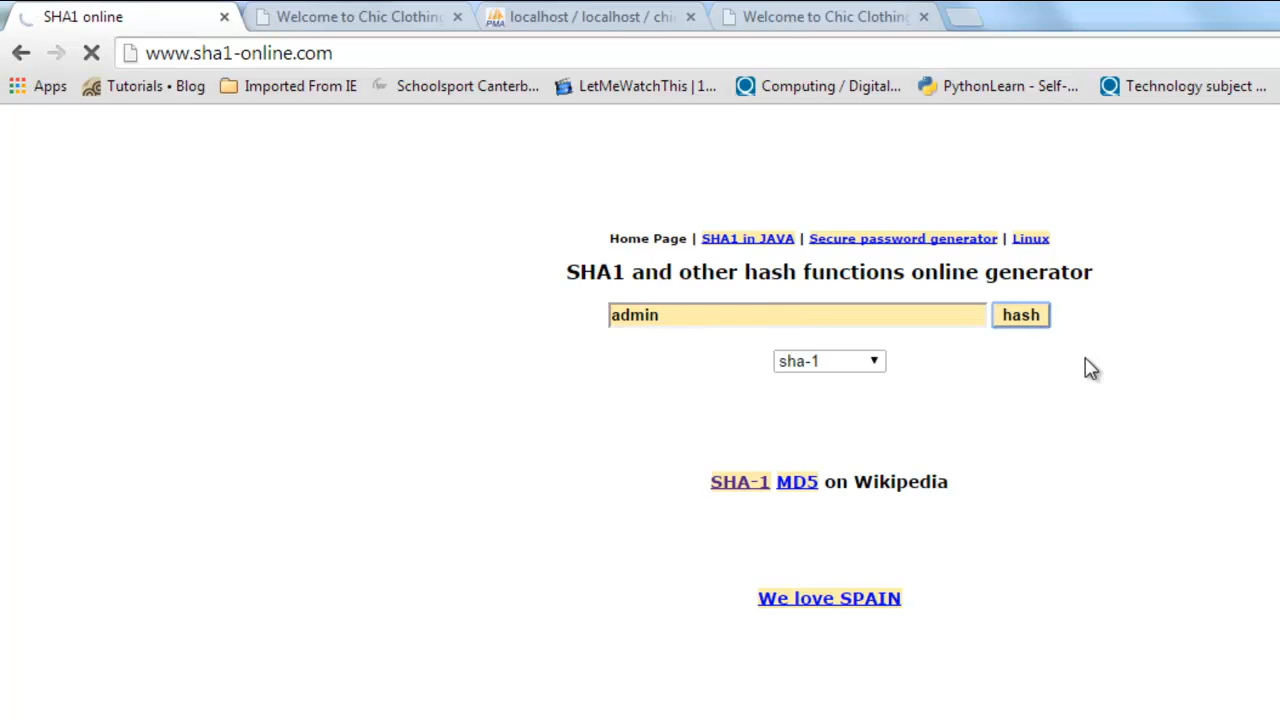 SHA1 online
Welcome to Chic Clothing
localhost / localhost / chi
Welcome to Chic Clothing
www.sha1-online.com
Apps
Tutorials • Blog
Imported From IE
Schoolsport Canterb...
LetMeWatchThis | 1...
Computing / Digital...
PythonLearn - Self-...
Technology subject ...
Home Page | SHA1 in JAVA | Secure password generator | Linux
SHA1 and other hash functions online generator
admin
hash
sha-1
SHA-1 MD5 on Wikipedia
We love SPAIN